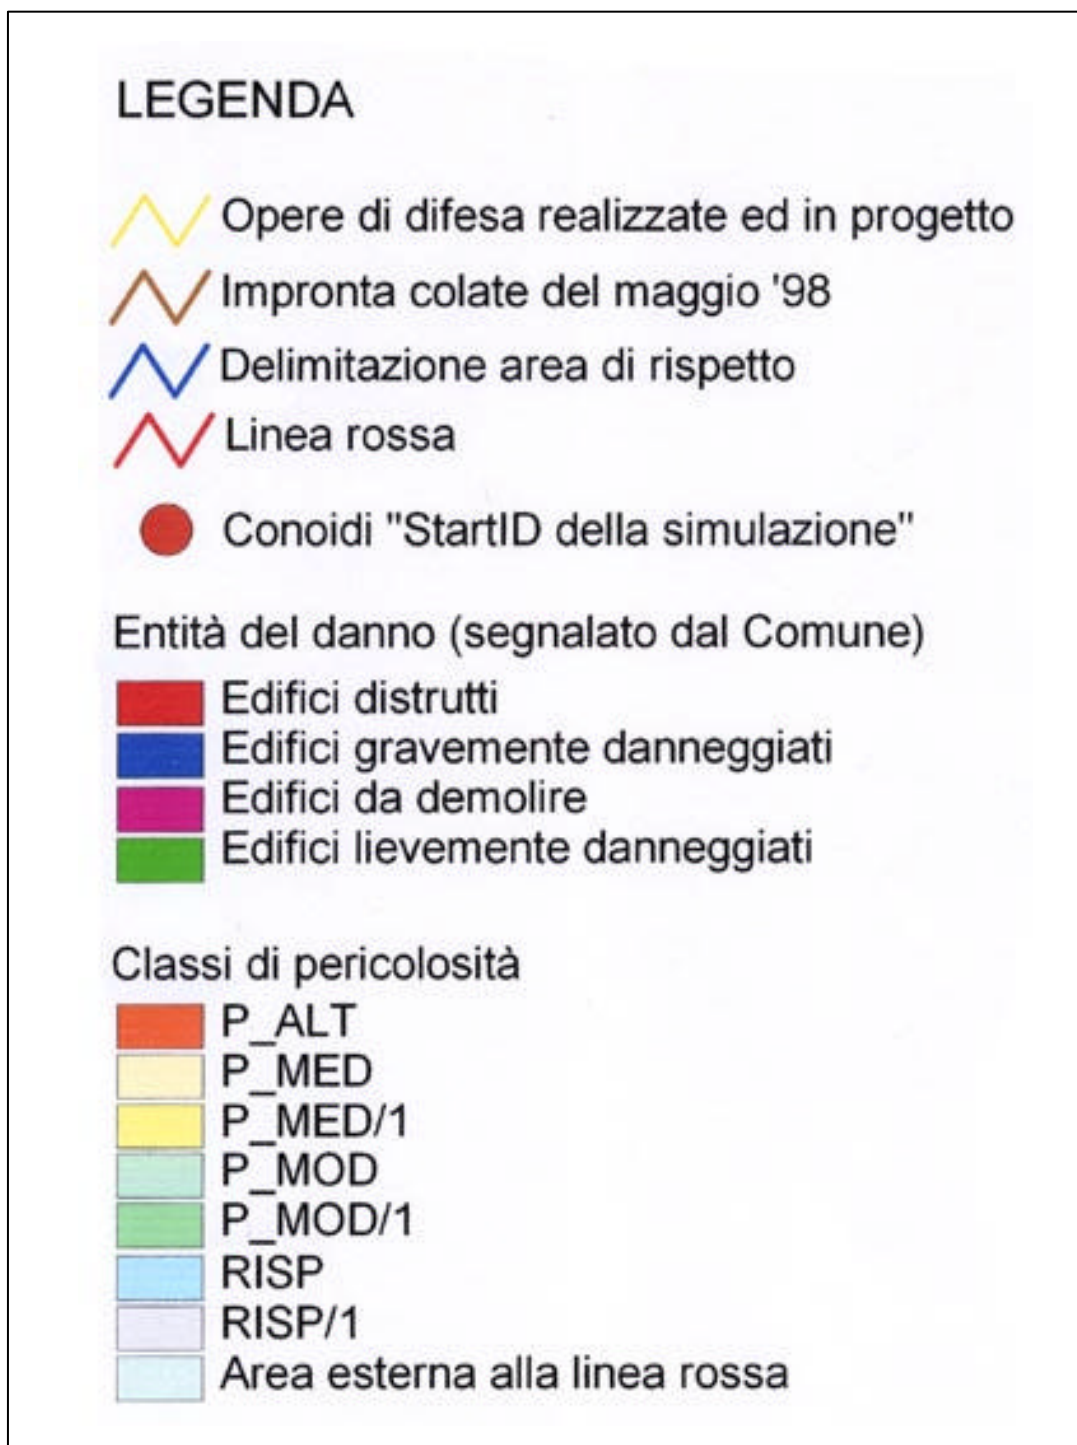 LEGENDA
Opere di difesa realizzate ed in progetto
Impronta colate del maggio '98
Delimitazione area di rispetto
Linea rossa
Conoidi "StartID della simulazione"
Entità del danno (segnalato dal Comune)
Edifici distrutti
Edifici gravemente danneggiati
Edifici da demolire
Edifici lievemente danneggiati
Classi di pericolosità
P_ALT
P_MED
P_MED/1
P_MOD
P_MOD/1
RISP
RISP/1
Area esterna alla linea rossa